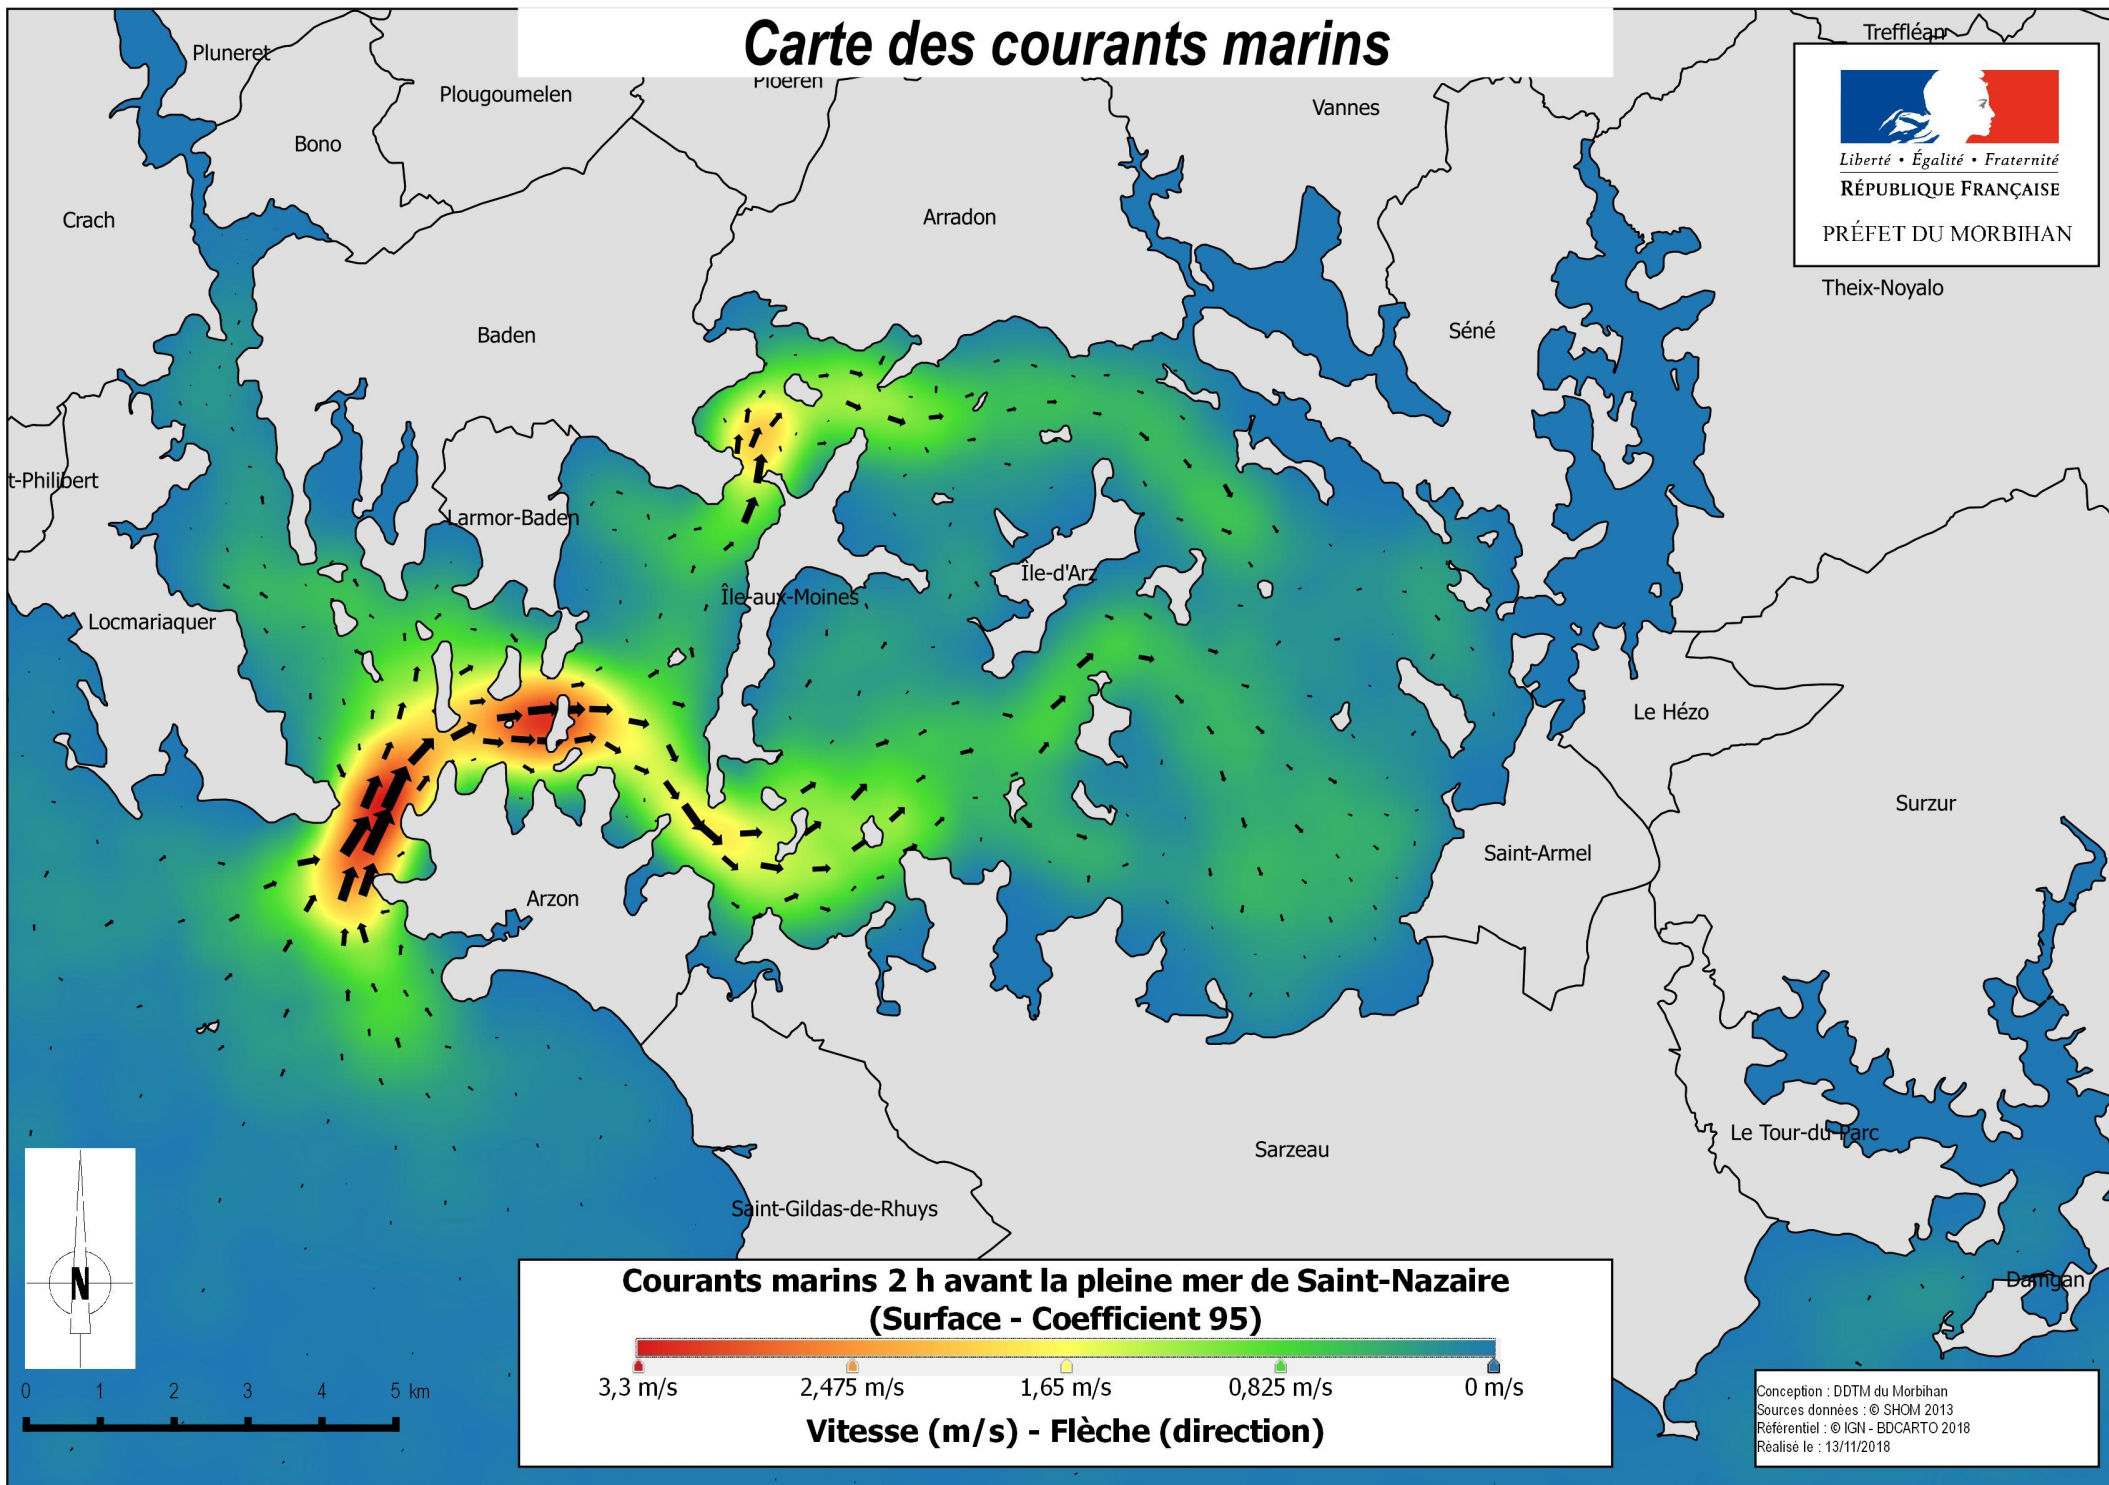 Carte des courants marins
Treffléan
Pluneret
Plougoumelen
Ploeren
Vannes
Bono
Liberté • Égalité • Fraternité
RÉPUBLIQUE FRANÇAISE
PRÉFET DU MORBIHAN
Crach
Arradon
Theix-Noyalo
Baden
Séné
t-Philibert
Larmor-Baden
Île-d'Arz
Île-aux-Moines
Locmariaquer
Le Hézo
Surzur
Saint-Armel
Arzon
Le Tour-du-Parc
Sarzeau
Saint-Gildas-de-Rhuys
Damgan
N
0 1 2 3 4 5 km
Courants marins 2 h avant la pleine mer de Saint-Nazaire
(Surface - Coefficient 95)
3,3 m/s 2,475 m/s 1,65 m/s 0,825 m/s 0 m/s
Vitesse (m/s) - Flèche (direction)
Conception : DDTM du Morbihan
Sources données : © SHOM 2013
Référentiel : © IGN - BDCARTO 2018
Réalisé le : 13/11/2018